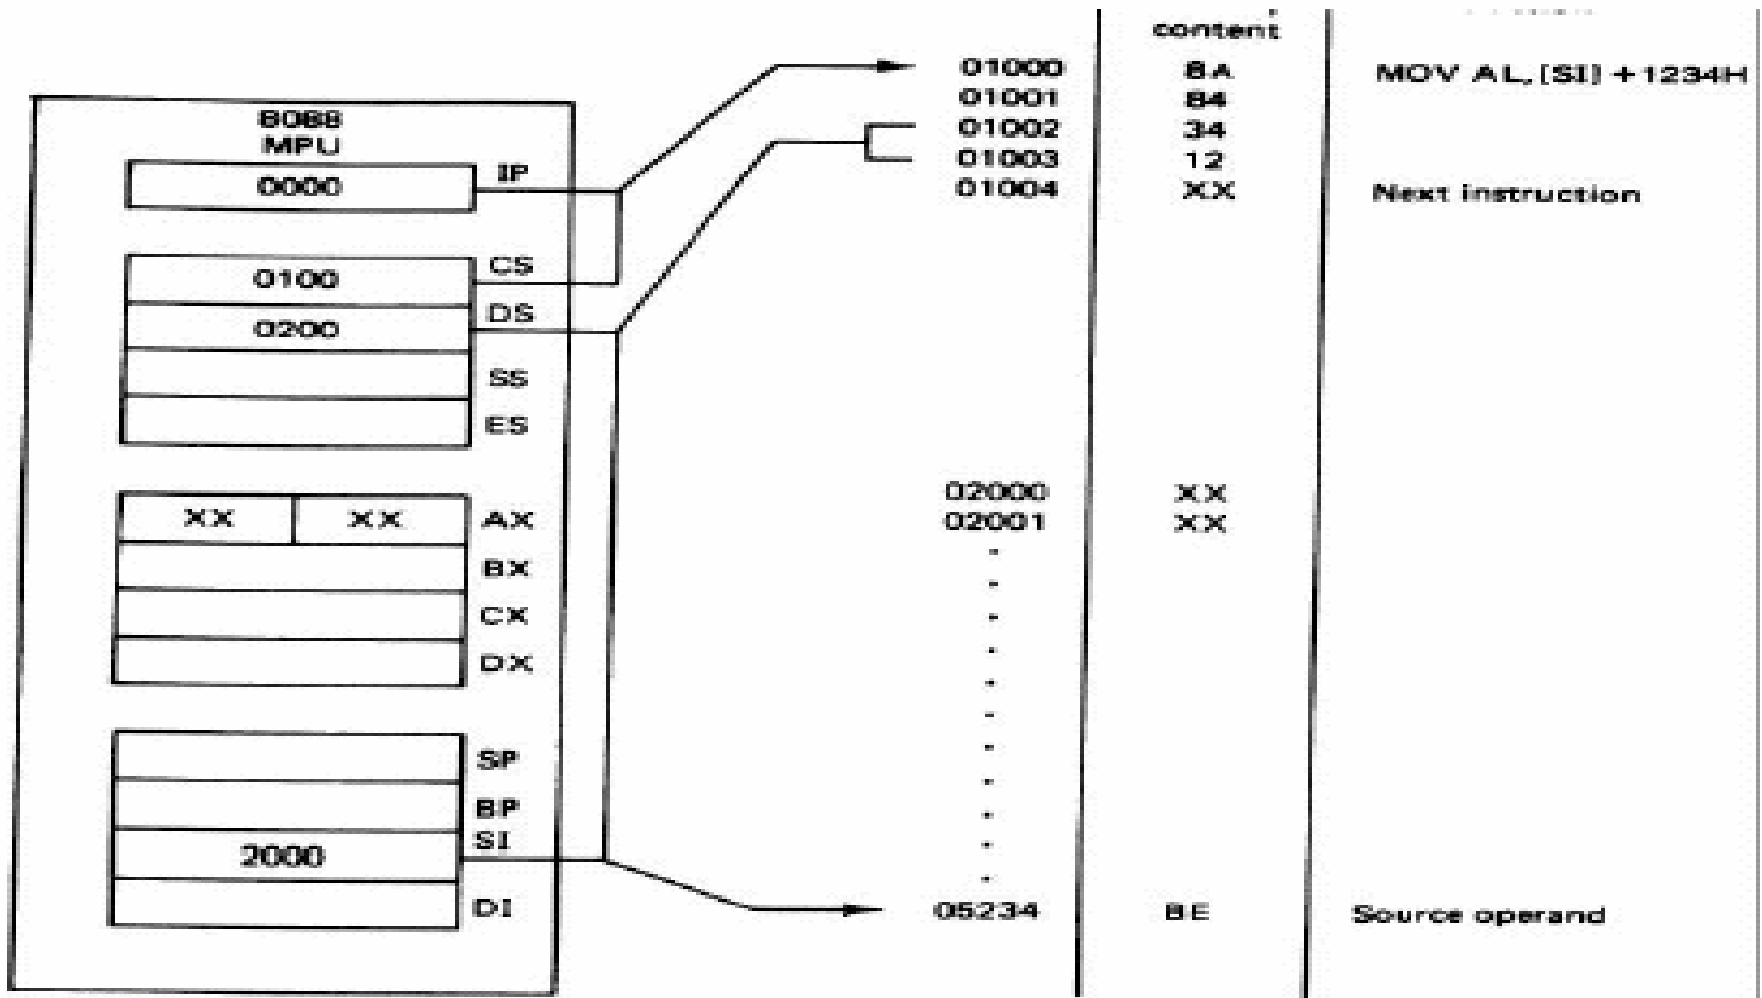 8088
MPU
0000 IP
0100 CS
0200 DS
SS
ES
XX XX AX
BX
CX
DX
SP
BP
2000 SI
DI
content
01000 8A MOV AL, [SI] + 1234H
01001 84
01002 34
01003 12
01004 XX Next instruction
02000 XX
02001 XX
05234 BE Source operand